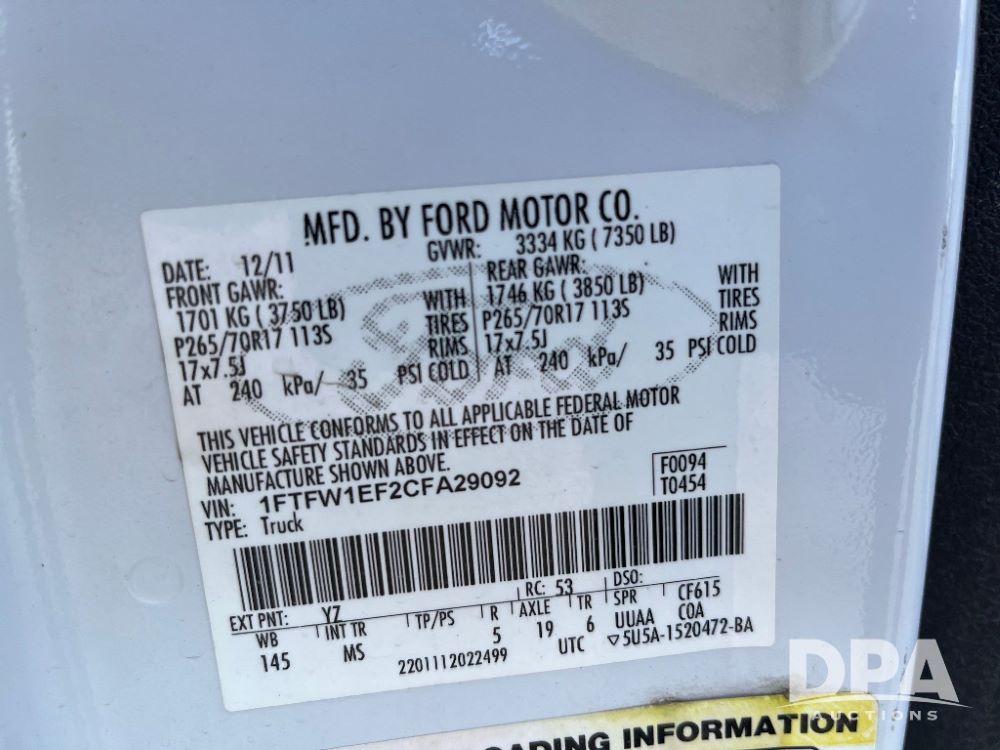 MFD. BY FORD MOTOR CO.
DATE: 12/11 GVWR: 3334 KG ( 7350 LB)
FRONT GAWR: REAR GAWR:
1701 KG ( 3750 LB) WITH 1746 KG ( 3850 LB) WITH
P265/70R17 113S TIRES P265/70R17 113S TIRES
17x7.5J RIMS 17x7.5J RIMS
AT 240 kPa/ 35 PSI COLD AT 240 kPa/ 35 PSI COLD
Ford
THIS VEHICLE CONFORMS TO ALL APPLICABLE FEDERAL MOTOR
VEHICLE SAFETY STANDARDS IN EFFECT ON THE DATE OF
MANUFACTURE SHOWN ABOVE.
VIN: 1FTFW1EF2CFA29092 F0094
TYPE: Truck T0454
EXT PNT: YZ RC: 53 DSO:
WB INT TR TP/PS R AXLE TR SPR CF615
145 MS 5 19 6 UUAA COA
2201112022499 UTC ▽5U5A-1520472-BA
LOADING INFORMATION
DPA
AUCTIONS